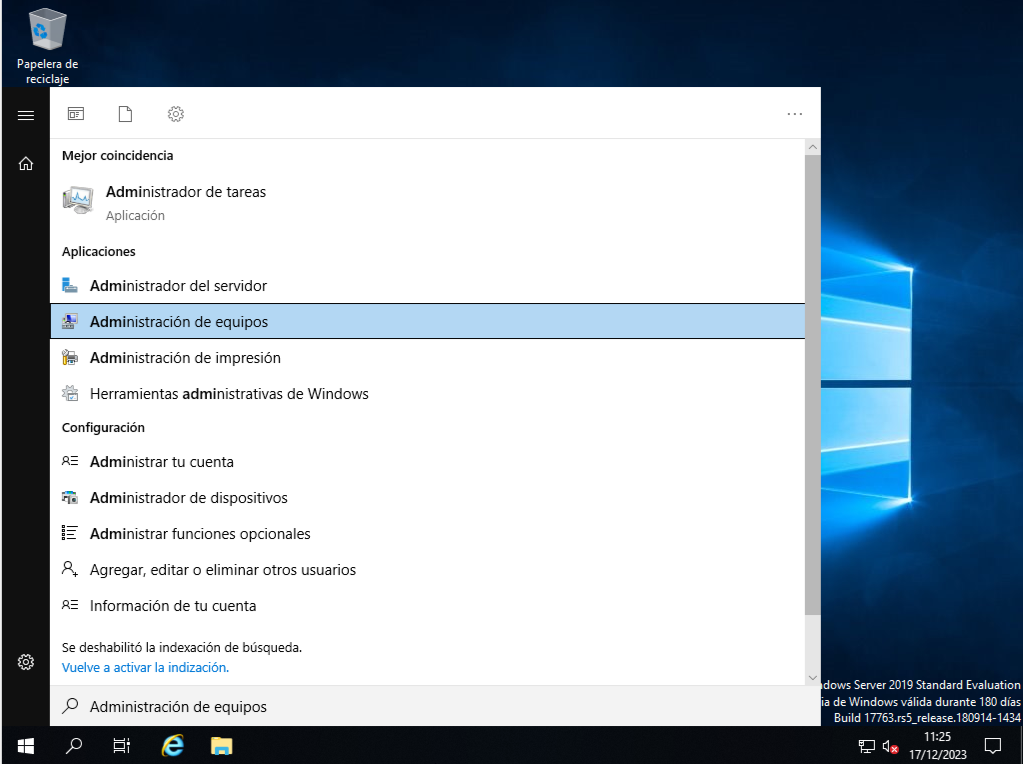 Papelera de
reciclaje
Mejor coincidencia
Administrador de tareas
Aplicación
Aplicaciones
Administrador del servidor
Administración de equipos
Administración de impresión
Herramientas administrativas de Windows
Configuración
Administrar tu cuenta
Administrador de dispositivos
Administrar funciones opcionales
Agregar, editar o eliminar otros usuarios
Información de tu cuenta
Se deshabilitó la indexación de búsqueda.
Vuelve a activar la indización.
Administración de equipos
ndows Server 2019 Standard Evaluation
ia de Windows válida durante 180 días
Build 17763.rs5_release.180914-1434
11:25
17/12/2023